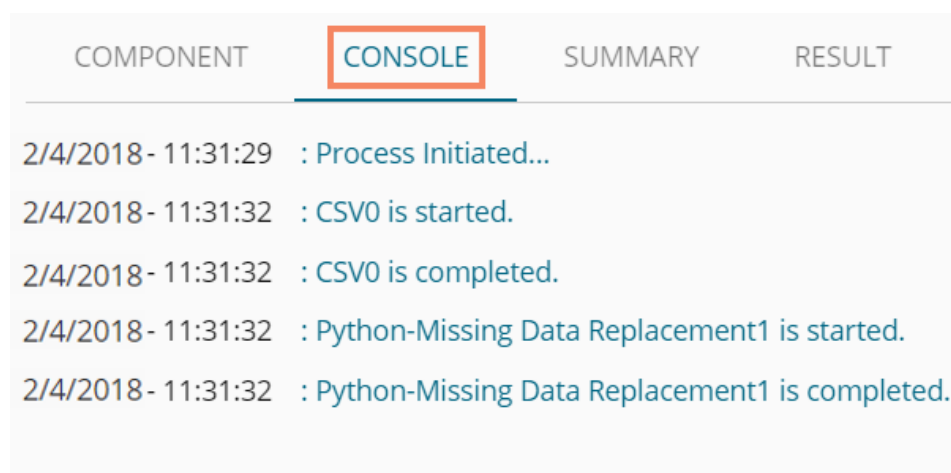 COMPONENT CONSOLE SUMMARY RESULT
2/4/2018 - 11:31:29 : Process Initiated...
2/4/2018 - 11:31:32 : CSV0 is started.
2/4/2018 - 11:31:32 : CSV0 is completed.
2/4/2018 - 11:31:32 : Python-Missing Data Replacement1 is started.
2/4/2018 - 11:31:32 : Python-Missing Data Replacement1 is completed.